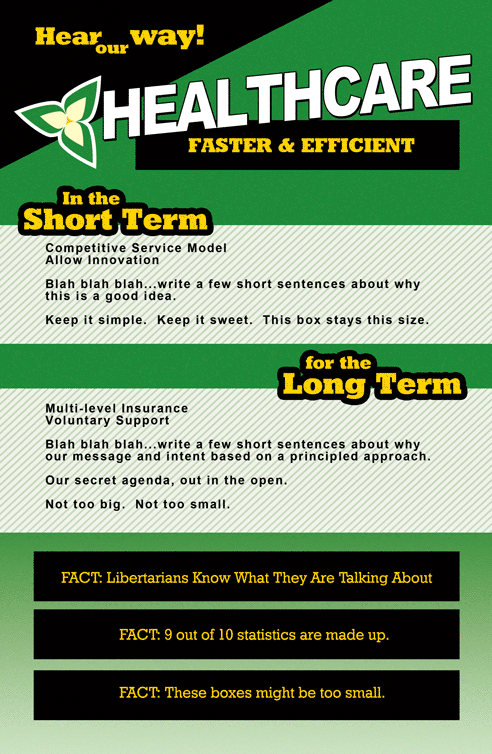 Hear our way!
HEALTHCARE
FASTER & EFFICIENT
In the
Short Term
Competitive Service Model
Allow Innovation
Blah blah blah...write a few short sentences about why
this is a good idea.
Keep it simple.  Keep it sweet.  This box stays this size.
for the
Long Term
Multi-level Insurance
Voluntary Support
Blah blah blah...write a few short sentences about why
our message and intent based on a principled approach.
Our secret agenda, out in the open.
Not too big.  Not too small.
FACT: Libertarians Know What They Are Talking About
FACT: 9 out of 10 statistics are made up.
FACT: These boxes might be too small.